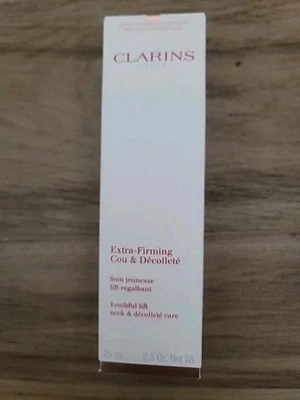 CLARINS
PARIS
Extra-Firming
Cou & Décolleté
Soin jeunesse
lift-regalbant
Youthful lift
neck & décolleté care
2.5 Oz. Net Wt.